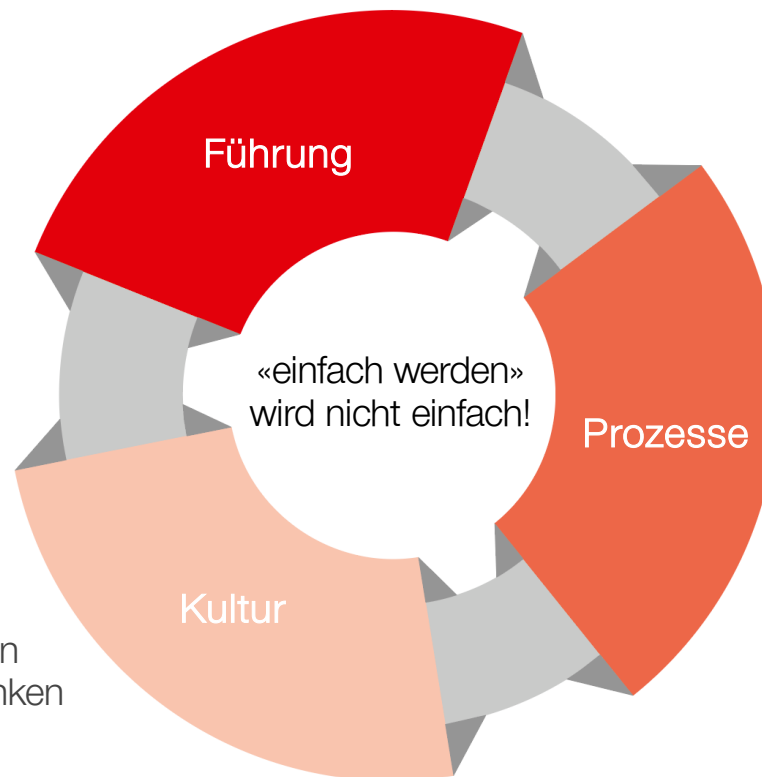 Führung
«einfach werden»
wird nicht einfach!
Prozesse
Kultur